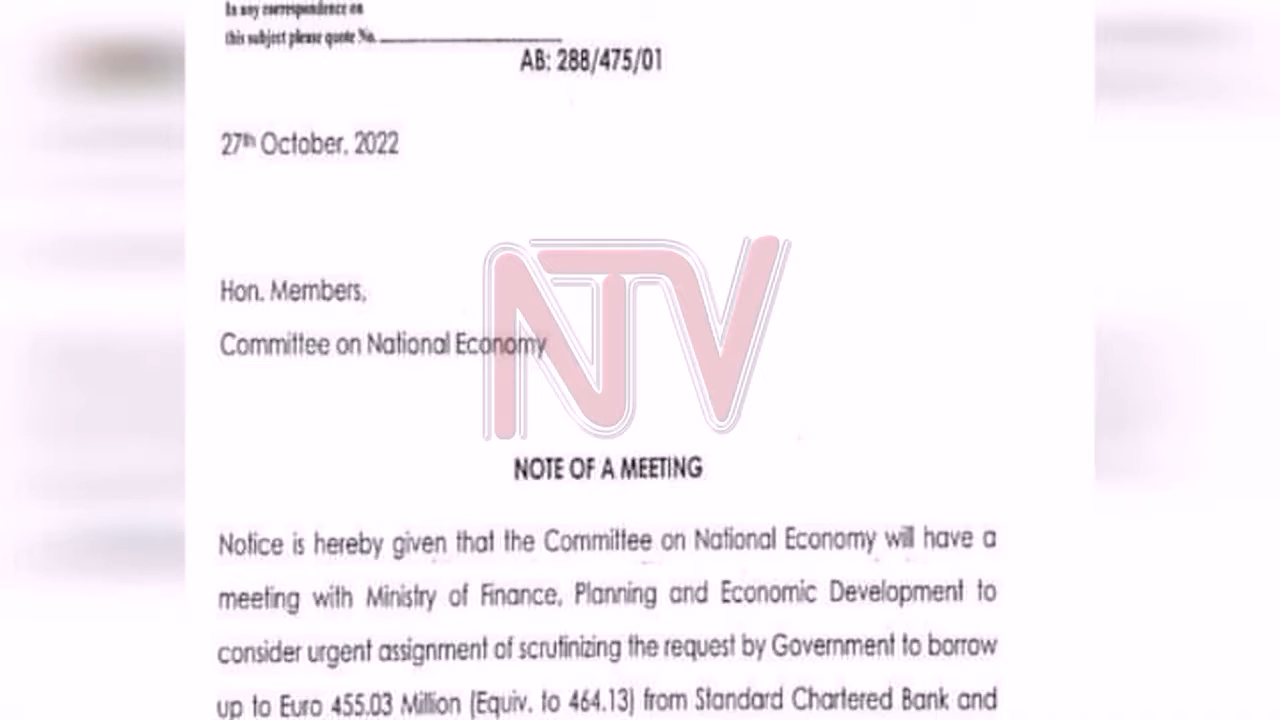 In any correspondence on
this subject please quote No.
AB: 288/475/01
27th October, 2022
Hon. Members,
Committee on National Economy
NTV
NOTE OF A MEETING
Notice is hereby given that the Committee on National Economy will have a
meeting with Ministry of Finance, Planning and Economic Development to
consider urgent assignment of scrutinizing the request by Government to borrow
up to Euro 455.03 Million (Equiv. to 464.13) from Standard Chartered Bank and